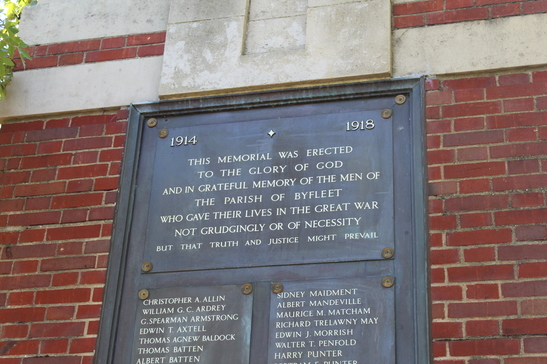 1914 1918
THIS MEMORIAL WAS ERECTED
TO THE GLORY OF GOD
AND IN GRATEFUL MEMORY OF THE MEN OF
THE PARISH OF BYFLEET
WHO GAVE THEIR LIVES IN THE GREAT WAR
NOT GRUDGINGLY OR OF NECESSITY
BUT THAT TRUTH AND JUSTICE MIGHT PREVAIL
CHRISTOPHER A. ALLIN
WILLIAM G. C. ARDREY
G. SPEARMAN ARMSTRONG
EDWIN T. AXTELL
THOMAS AGNEW BALDOCK
THOMAS BATTEN
ALBERT BATTEN
SIDNEY MAIDMENT
ALBERT MANDEVILLE
MAURICE M. MATCHAM
RICHARD TRELAWNY MAY
EDWIN J. MORRISH
WALTER T. PENFOLD
HARRY PUNTER
PUNTER